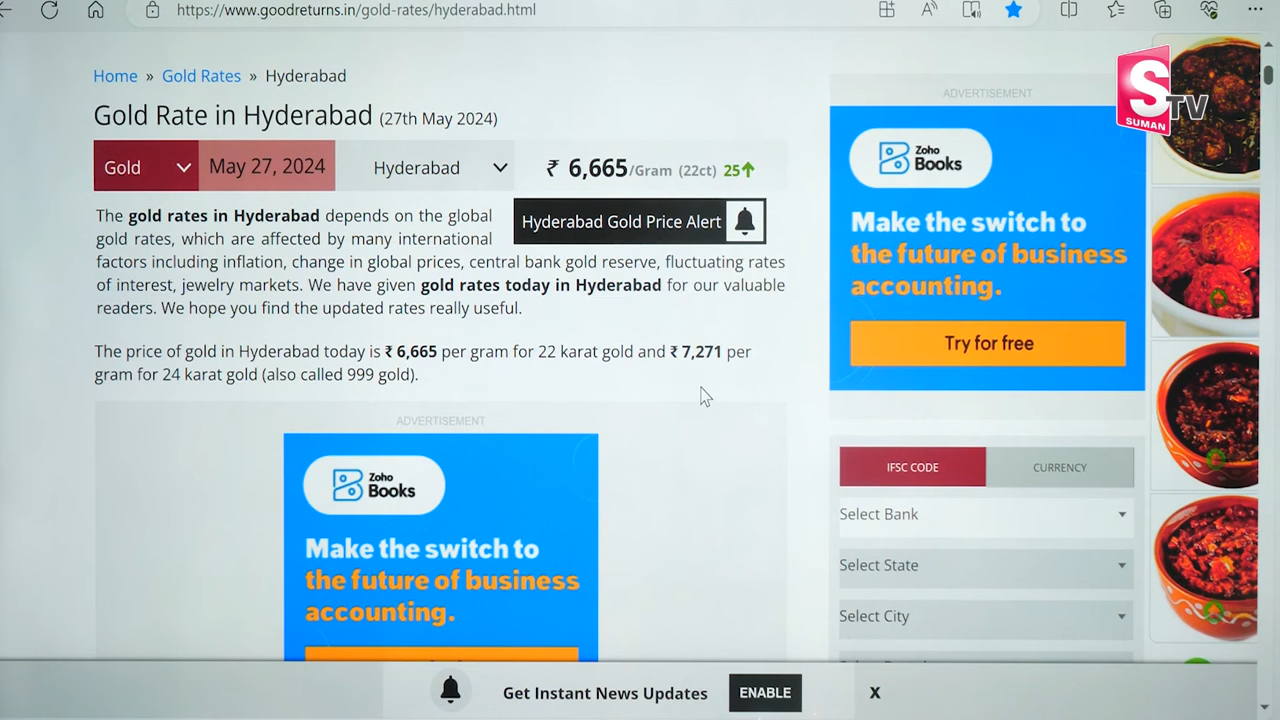 https://www.goodreturns.in/gold-rates/hyderabad.html
Home » Gold Rates » Hyderabad
Gold Rate in Hyderabad (27th May 2024)
Gold May 27, 2024 Hyderabad ₹ 6,665/Gram (22ct) 25
The gold rates in Hyderabad depends on the global
gold rates, which are affected by many international
factors including inflation, change in global prices, central bank gold reserve, fluctuating rates
of interest, jewelry markets. We have given gold rates today in Hyderabad for our valuable
readers. We hope you find the updated rates really useful.
Hyderabad Gold Price Alert
The price of gold in Hyderabad today is ₹ 6,665 per gram for 22 karat gold and ₹ 7,271 per
gram for 24 karat gold (also called 999 gold).
ADVERTISEMENT
Zoho
Books
Make the switch to
the future of business
accounting.
ADVERTISEMENT
Zoho
Books
Make the switch to
the future of business
accounting.
Try for free
IFSC CODE CURRENCY
Select Bank
Select State
Select City
S TV
SUMAN
Get Instant News Updates ENABLE X